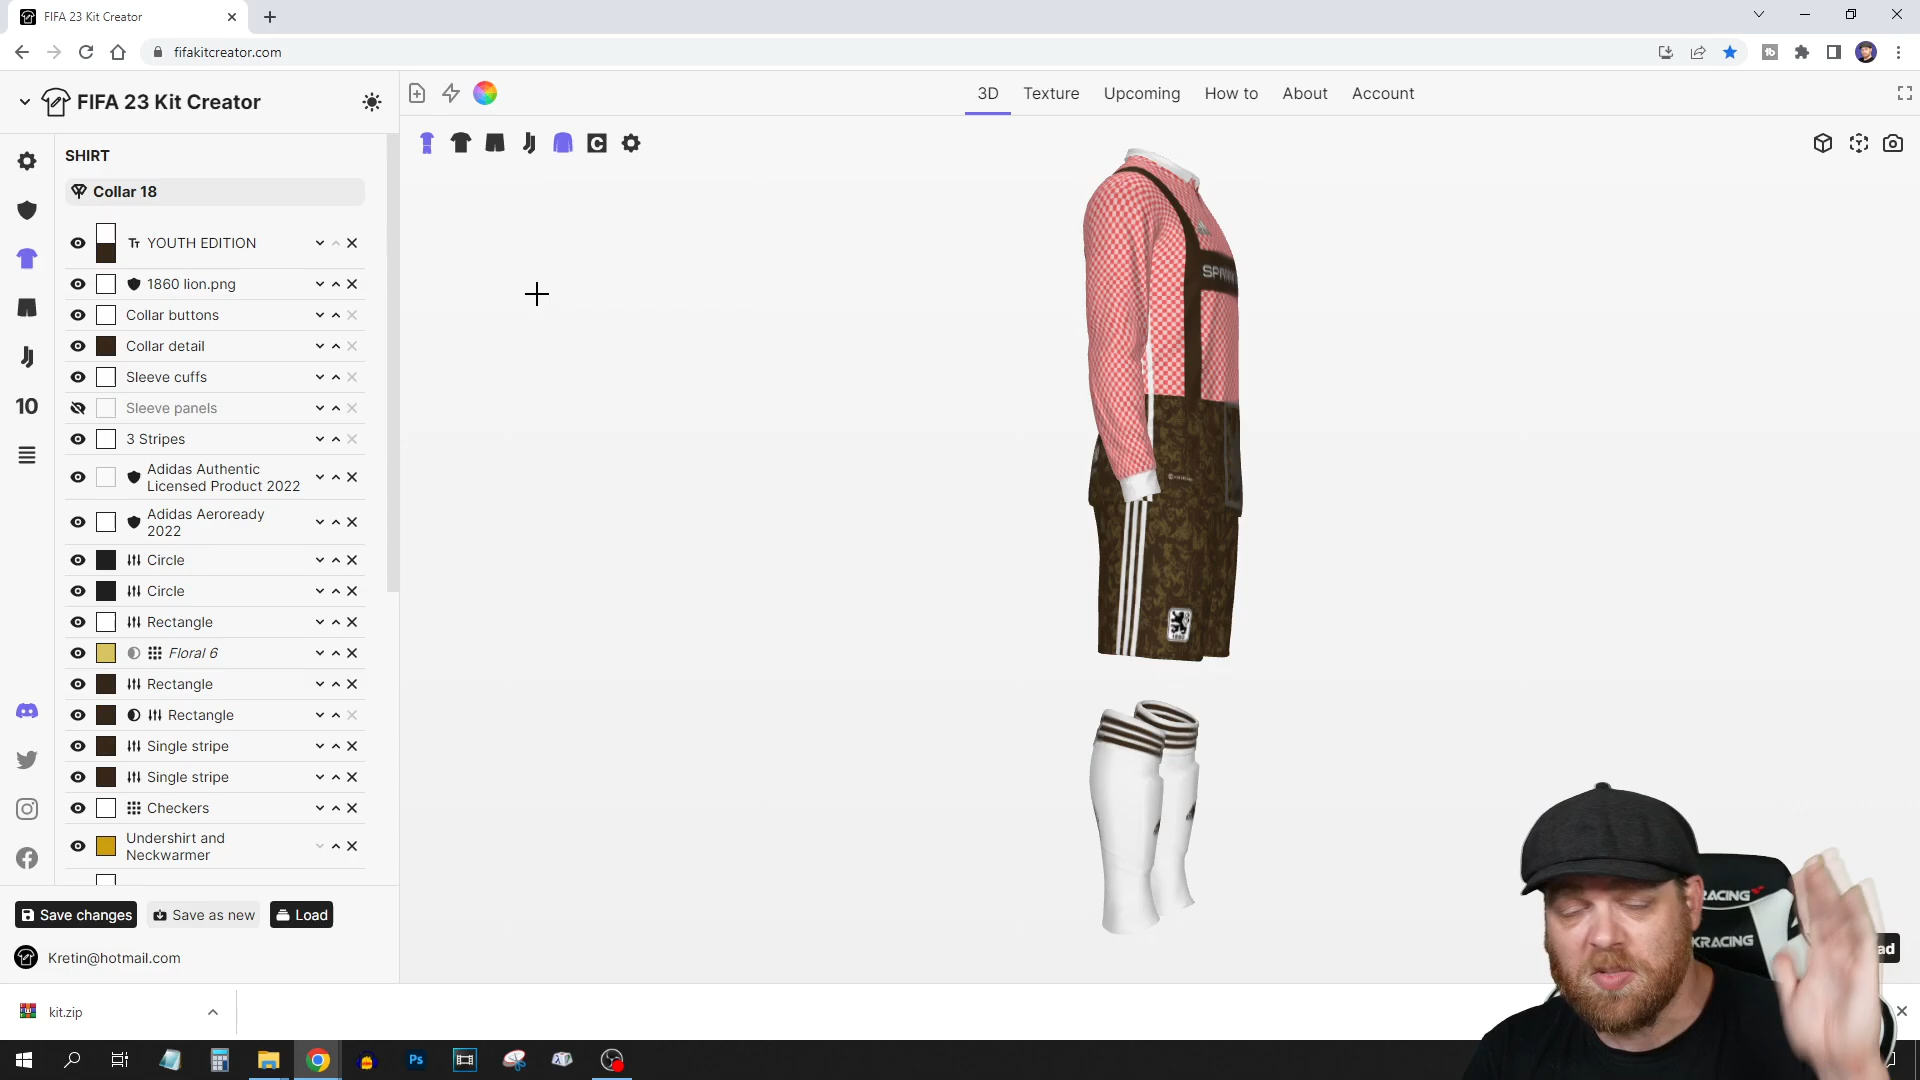 FIFA 23 Kit Creator
fifakitcreator.com
FIFA 23 Kit Creator
3D
Texture
Upcoming
How to
About
Account
SHIRT
Collar 18
YOUTH EDITION
1860 lion.png
Collar buttons
Collar detail
Sleeve cuffs
Sleeve panels
3 Stripes
Adidas Authentic
Licensed Product 2022
Adidas Aeroready
2022
Circle
Circle
Rectangle
Floral 6
Rectangle
Rectangle
Single stripe
Single stripe
Checkers
Undershirt and
Neckwarmer
10
Save changes
Save as new
Load
Kretin@hotmail.com
kit.zip
Ps
1860
RACING
KRACING